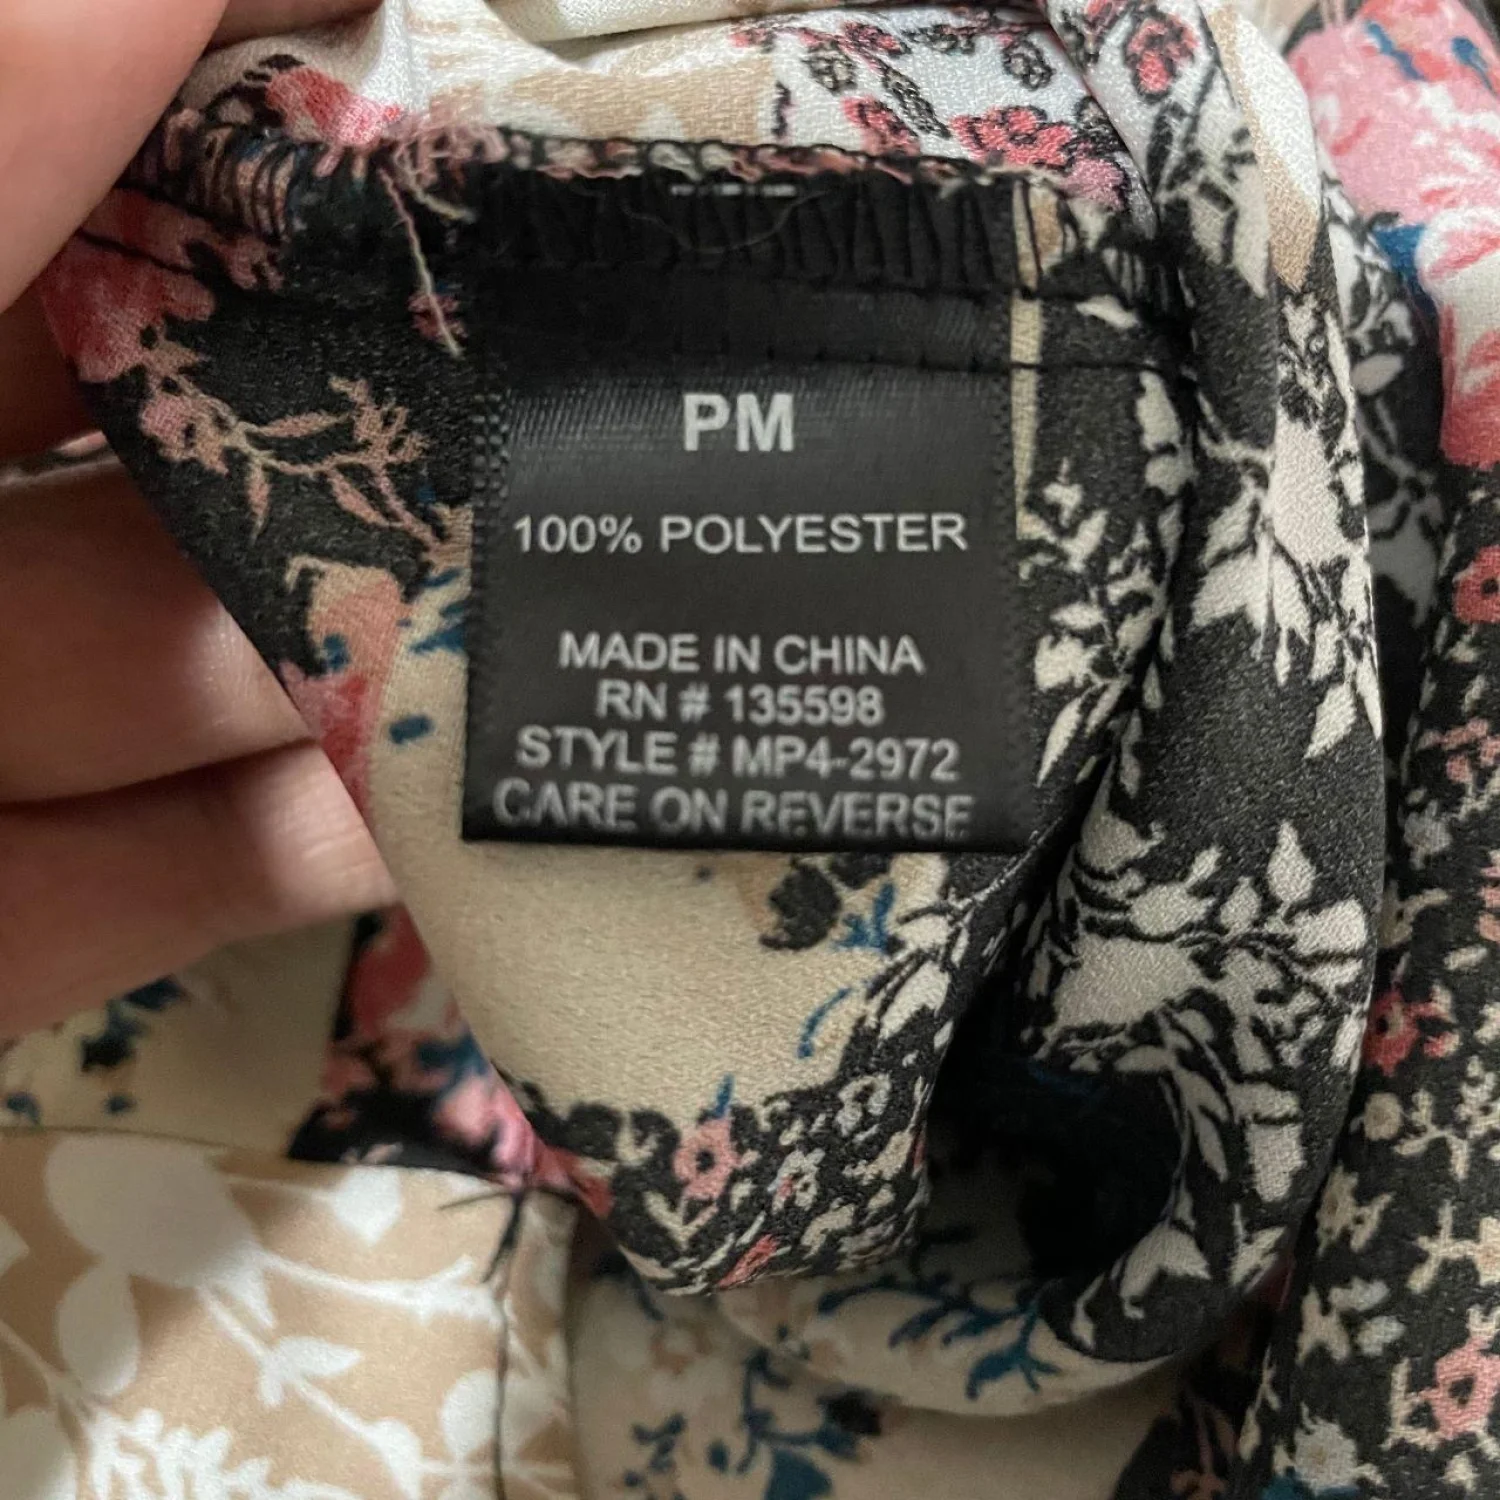 PM
100% POLYESTER
MADE IN CHINA
RN # 135598
STYLE # MP4-2972
CARE ON REVERSE